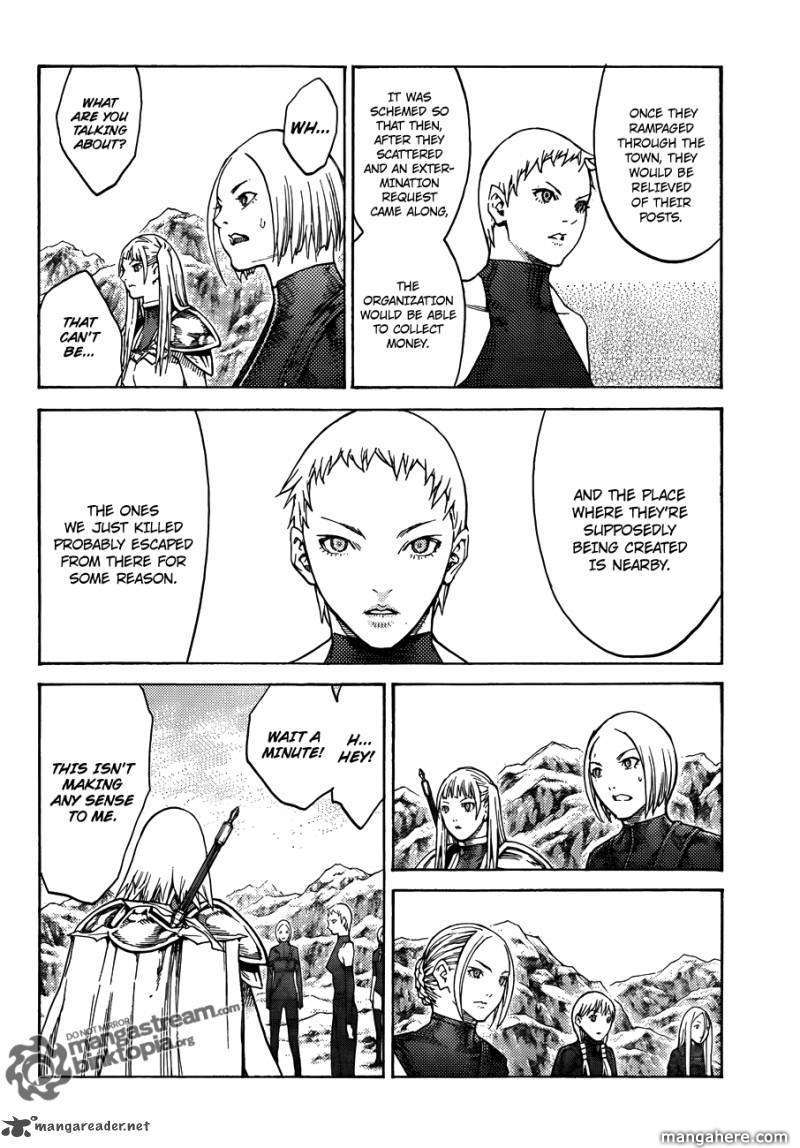 ONCE THEY
RAMPAGED
THROUGH THE
TOWN, THEY
WOULD BE
RELIEVED
OF THEIR
POSTS.
IT WAS
SCHEMED SO
THAT THEN,
AFTER THEY
SCATTERED
AND AN EXTER-
MINATION
REQUEST
CAME ALONG,
THE
ORGANIZATION
WOULD BE ABLE
TO COLLECT
MONEY.
WH...
WHAT
ARE YOU
TALKING
ABOUT?
THAT
CAN'T
BE...
AND THE PLACE
WHERE THEY'RE
SUPPOSEDLY
BEING CREATED
IS NEARBY.
THE ONES
WE JUST KILLED
PROBABLY ESCAPED
FROM THERE FOR
SOME REASON.
H...
HEY!
WAIT A
MINUTE!
THIS ISN'T
MAKING
ANY SENSE
TO ME.
DO NOT MIRROR
mangastream.com
binktopia.org
mangareader.net
mangahere.com